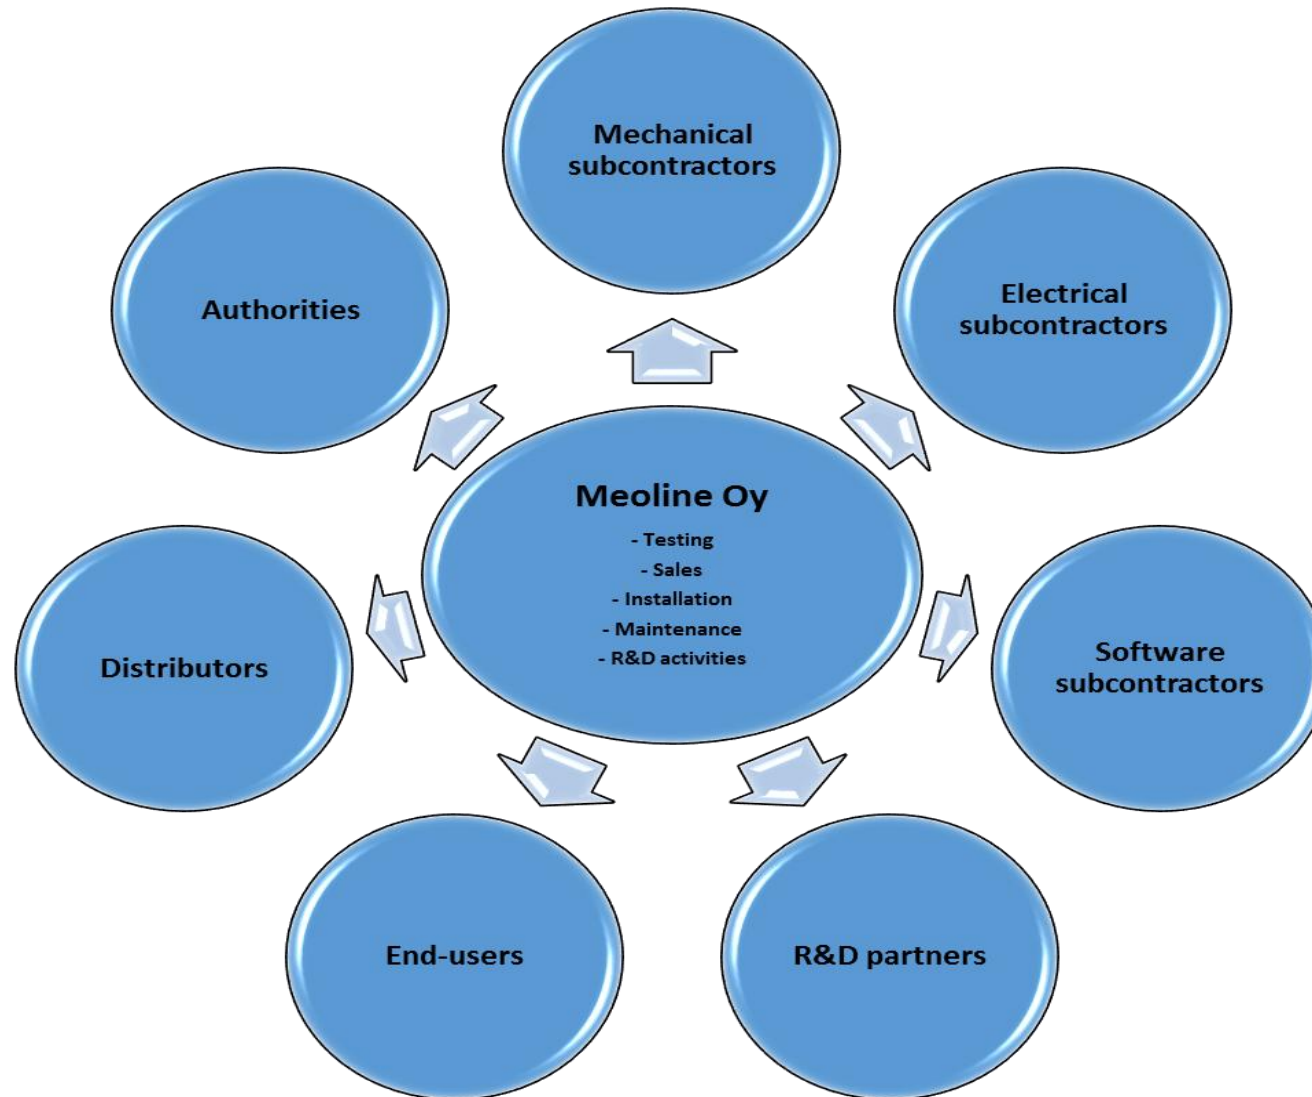 Mechanical
subcontractors
Authorities
Electrical
subcontractors
Meoline Oy
- Testing
- Sales
- Installation
- Maintenance
- R&D activities
Distributors
Software
subcontractors
End-users
R&D partners